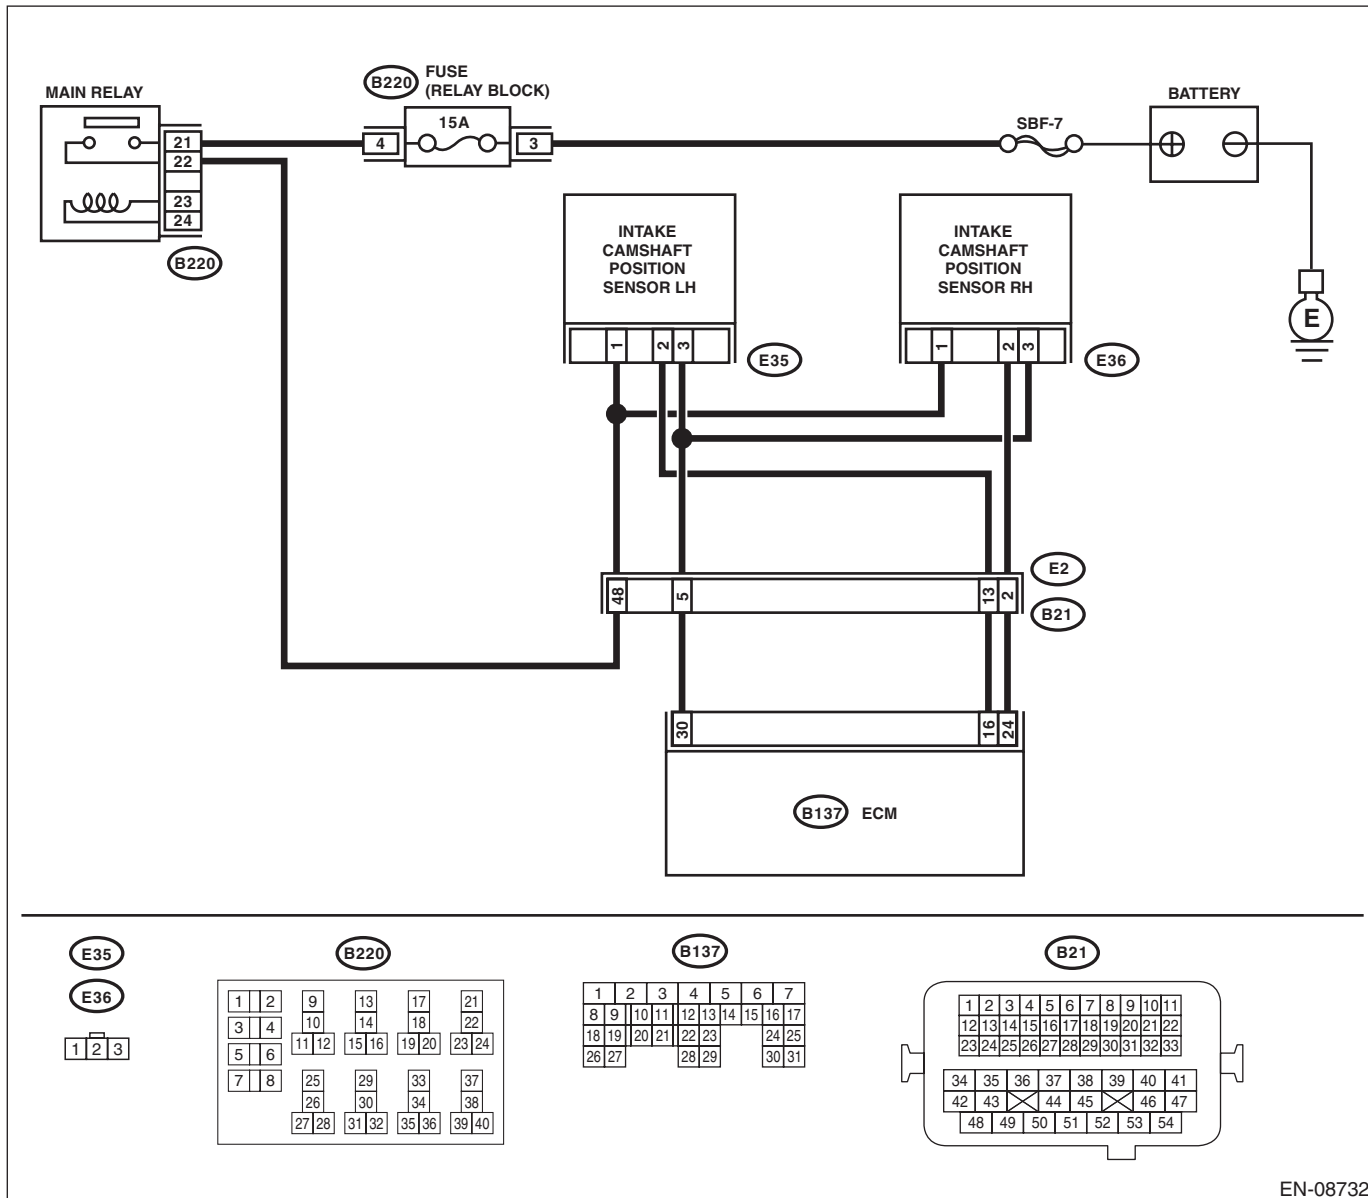 B220 FUSE
(RELAY BLOCK)
MAIN RELAY
BATTERY
15A
SBF-7
21
22
23
24
4
3
B220
INTAKE
CAMSHAFT
POSITION
SENSOR LH
INTAKE
CAMSHAFT
POSITION
SENSOR RH
E
1 2 3
E35
1 2 3
E36
E2
48 5 13 2
B21
30 16 24
B137 ECM
E35
E36
1 2 3
B220
1 2 9 13 17 21
3 4 10 14 18 22
5 6 11 12 15 16 19 20 23 24
7 8 25 29 33 37
26 30 34 38
27 28 31 32 35 36 39 40
B137
1 2 3 4 5 6 7
8 9 10 11 12 13 14 15 16 17
18 19 20 21 22 23 24 25
26 27 28 29 30 31
B21
1 2 3 4 5 6 7 8 9 10 11
12 13 14 15 16 17 18 19 20 21 22
23 24 25 26 27 28 29 30 31 32 33
34 35 36 37 38 39 40 41
42 43 44 45 46 47
48 49 50 51 52 53 54
EN-08732